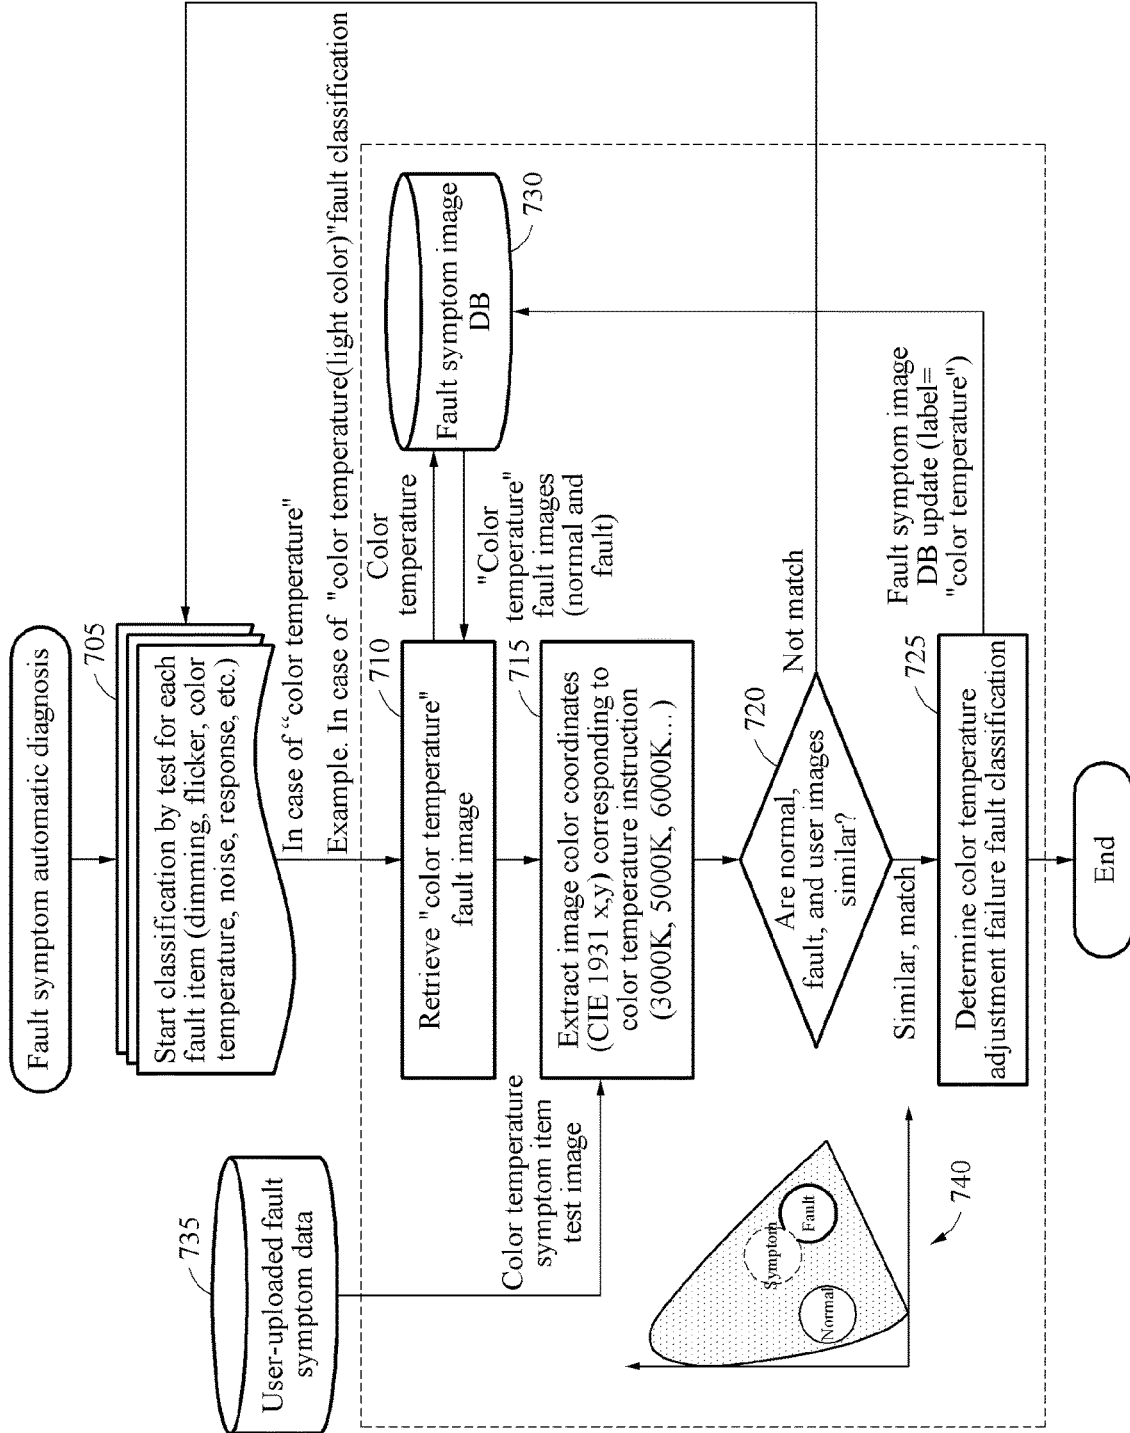 Fault symptom automatic diagnosis
705
Start classification by test for each
fault item (dimming, flicker, color
temperature, noise, response, etc.)
In case of “color temperature"
Example. In case of "color temperature(light color)"fault classification
735
User-uploaded fault
symptom data
710
Retrieve "color temperature"
fault image
Color
temperature
"Color
temperature"
fault images
(normal and
fault)
Fault symptom image
DB
730
Color temperature
symptom item
test image
715
Extract image color coordinates
(CIE 1931 x,y) corresponding to
color temperature instruction
(3000K, 5000K, 6000K...)
720
Are normal,
fault, and user images
similar?
Not match
Similar, match
Normal
Symptom
Fault
740
725
Determine color temperature
adjustment failure fault classification
Fault symptom image
DB update (label=
"color temperature")
End